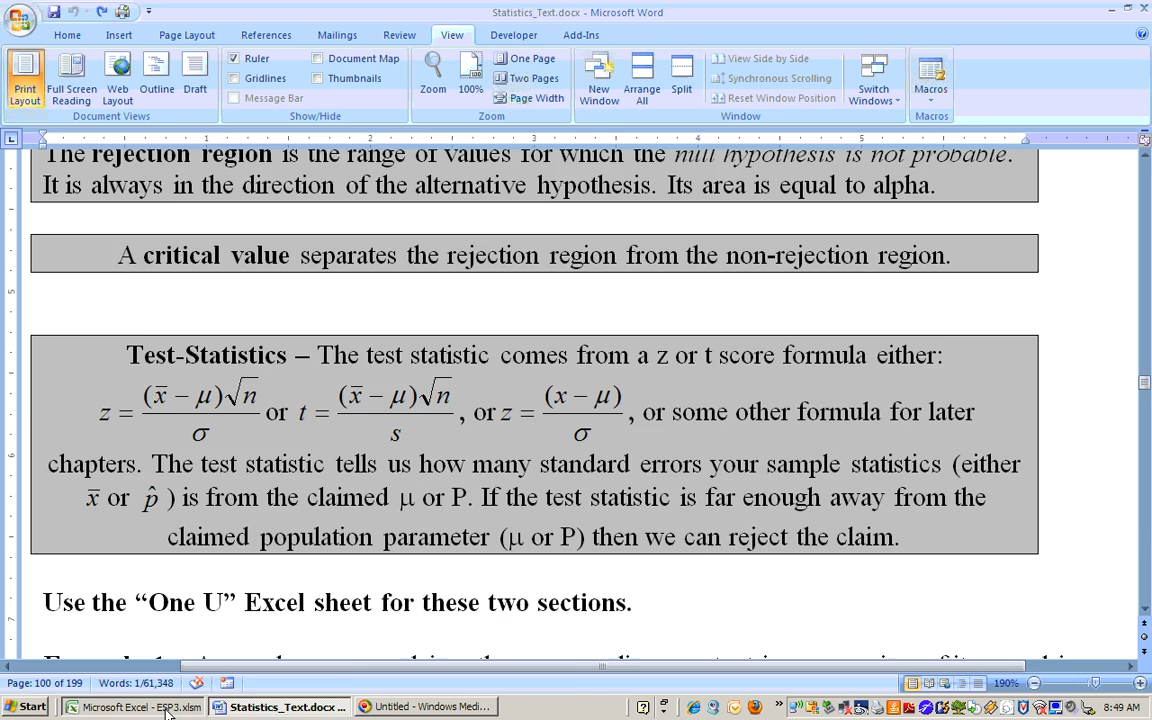 Statistics_Text.docx - Microsoft Word
Home Insert Page Layout References Mailings Review View Developer Add-Ins
Print Layout
Full Screen Reading
Web Layout
Outline
Draft
Document Views
Ruler
Gridlines
Message Bar
Document Map
Thumbnails
Show/Hide
Zoom
100%
One Page
Two Pages
Page Width
Zoom
New Window
Arrange All
Split
View Side by Side
Synchronous Scrolling
Reset Window Position
Switch Windows
Window
Macros
Macros
1 2 3 4 5
The rejection region is the range of values for which the null hypothesis is not probable.
It is always in the direction of the alternative hypothesis. Its area is equal to alpha.
A critical value separates the rejection region from the non-rejection region.
Test-Statistics – The test statistic comes from a z or t score formula either:
z = (x̄ − μ)√n / σ or t = (x̄ − μ)√n / s , or z = (x − μ) / σ , or some other formula for later
chapters. The test statistic tells us how many standard errors your sample statistics (either
x̄ or p̂ ) is from the claimed μ or P. If the test statistic is far enough away from the
claimed population parameter (μ or P) then we can reject the claim.
Use the “One U” Excel sheet for these two sections.
Page: 100 of 199 Words: 1/61,348 190%
Start Microsoft Excel - ESP3.xlsm Statistics_Text.docx ... Untitled - Windows Medi... 8:49 AM